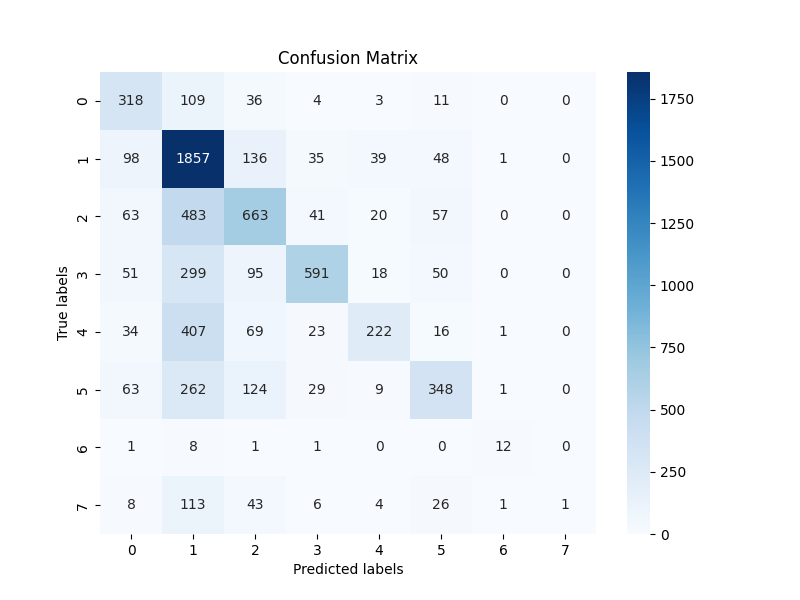 Confusion Matrix
0 318 109 36 4 3 11 0 0
1 98 1857 136 35 39 48 1 0
2 63 483 663 41 20 57 0 0
3 51 299 95 591 18 50 0 0
4 34 407 69 23 222 16 1 0
5 63 262 124 29 9 348 1 0
6 1 8 1 1 0 0 12 0
7 8 113 43 6 4 26 1 1
0 1 2 3 4 5 6 7
Predicted labels
True labels
1750
1500
1250
1000
750
500
250
0